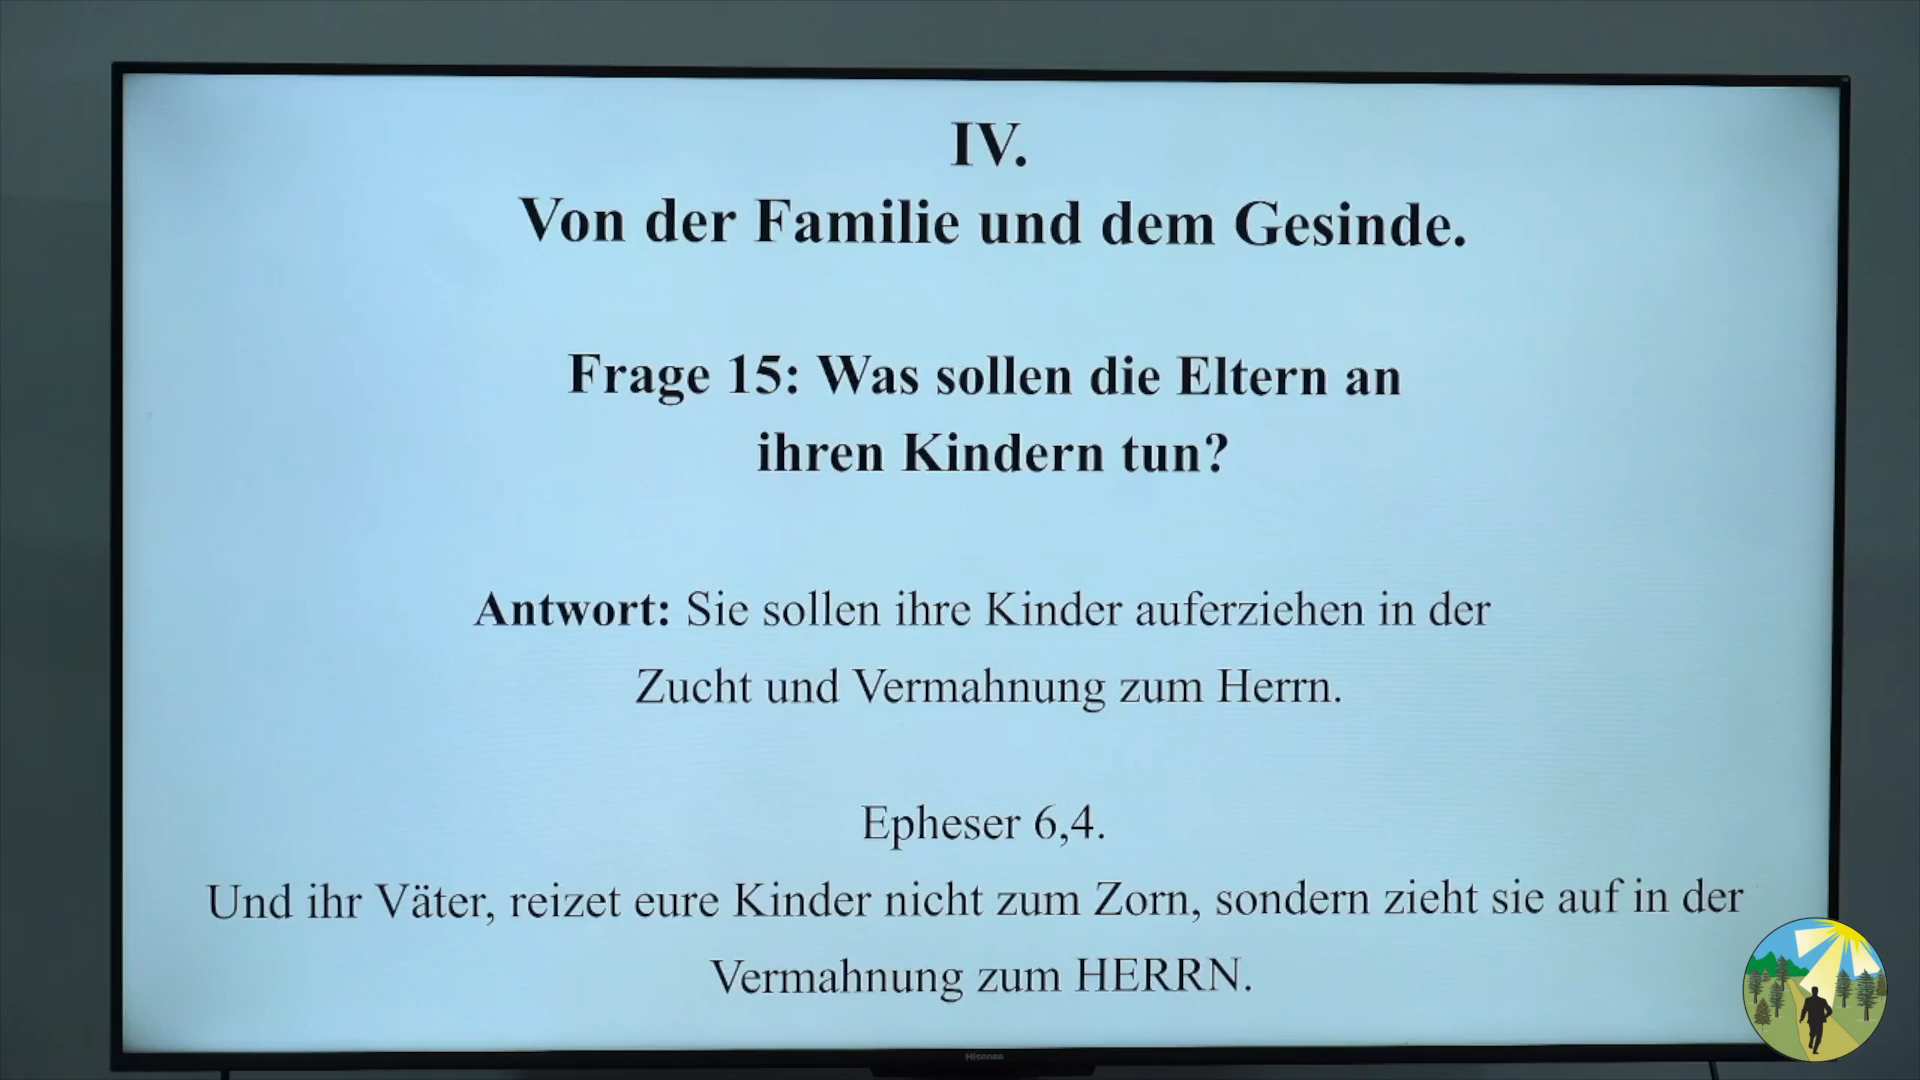 IV.
Von der Familie und dem Gesinde.
Frage 15: Was sollen die Eltern an
ihren Kindern tun?
Antwort: Sie sollen ihre Kinder auferziehen in der
Zucht und Vermahnung zum Herrn.
Epheser 6,4.
Und ihr Väter, reizet eure Kinder nicht zum Zorn, sondern zieht sie auf in der
Vermahnung zum HERRN.
Hisense